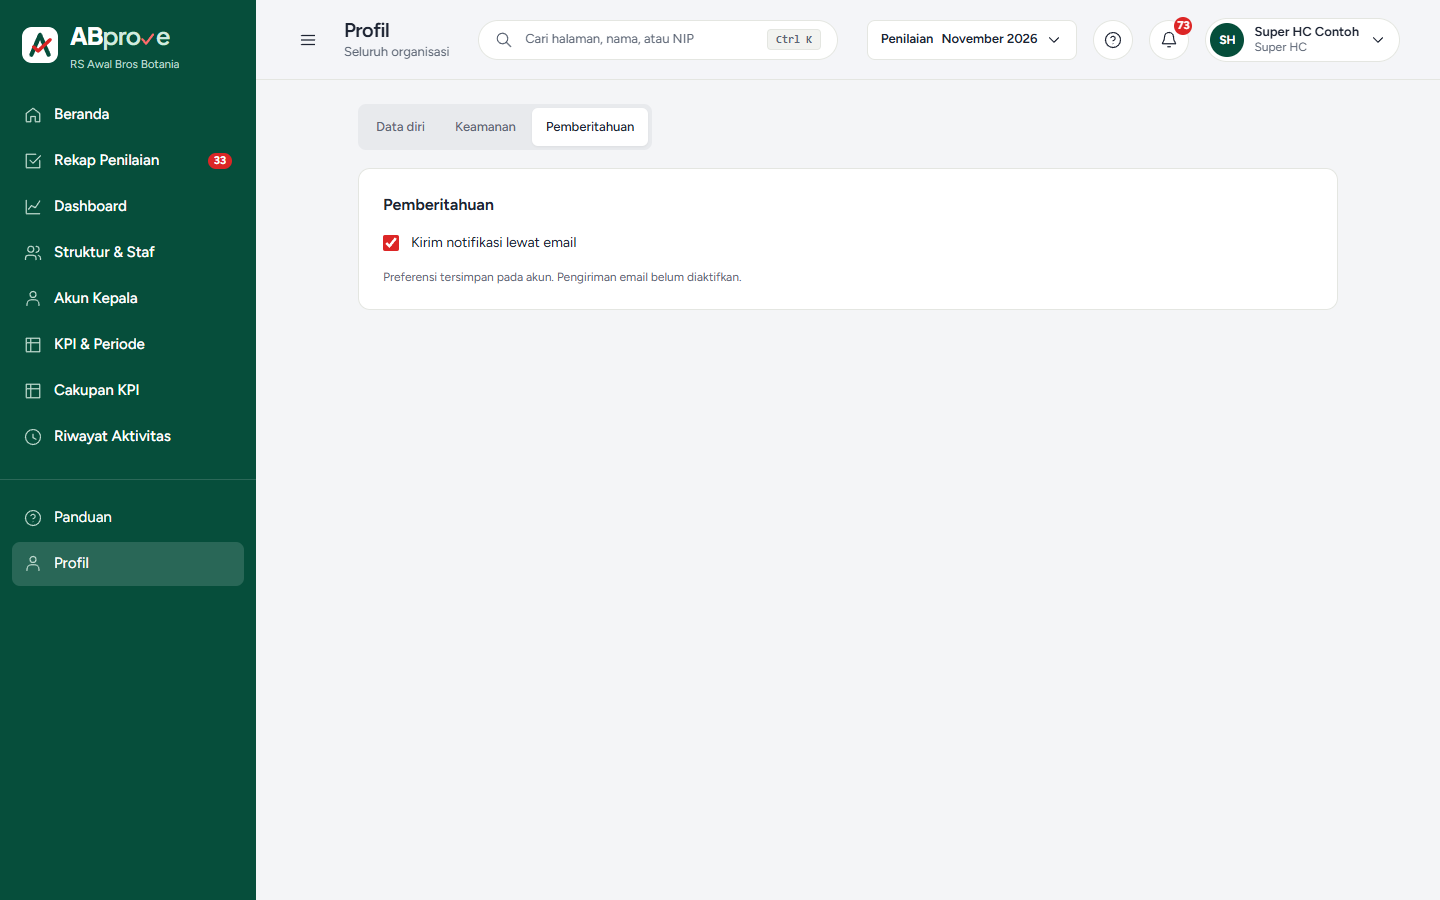 ABprove
RS Awal Bros Botania
Beranda
Rekap Penilaian 33
Dashboard
Struktur & Staf
Akun Kepala
KPI & Periode
Cakupan KPI
Riwayat Aktivitas
Panduan
Profil
Profil
Seluruh organisasi
Cari halaman, nama, atau NIP Ctrl K
Penilaian November 2026
73
SH
Super HC Contoh
Super HC
Data diri Keamanan Pemberitahuan
Pemberitahuan
Kirim notifikasi lewat email
Preferensi tersimpan pada akun. Pengiriman email belum diaktifkan.